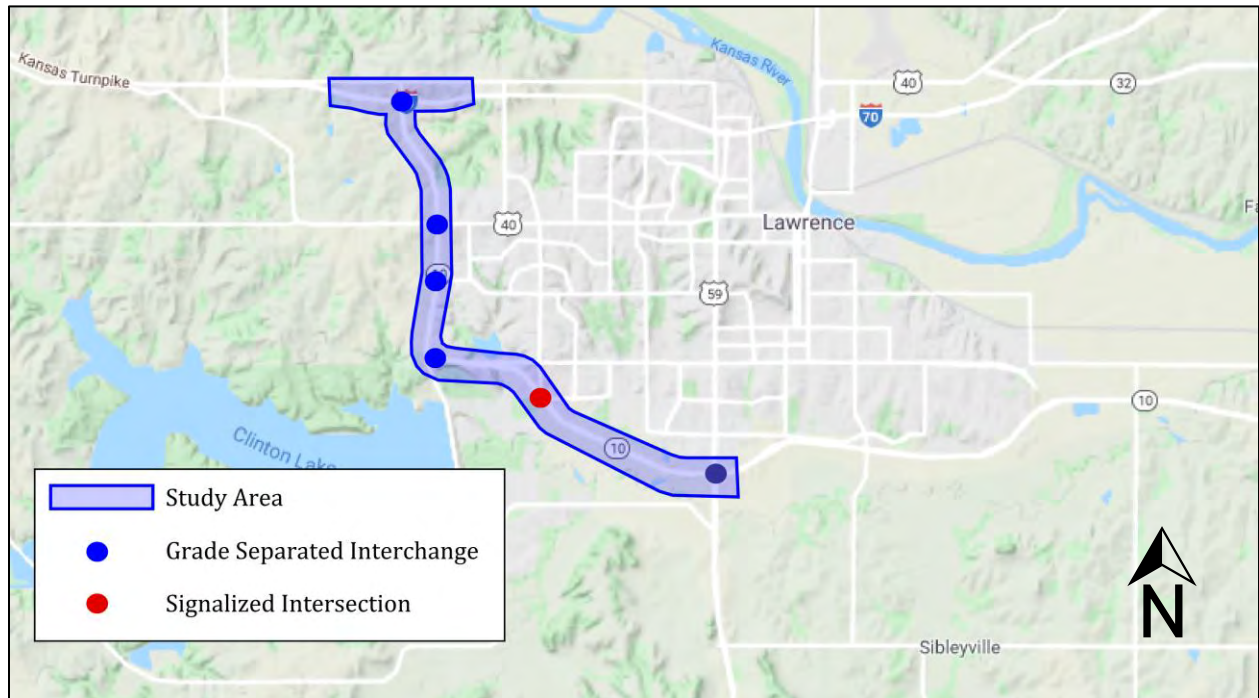 Kansas Turnpike
Kansas River
40
32
70
Lawrence
Fa
40
59
10
Clinton Lake
10
Study Area
Grade Separated Interchange
Signalized Intersection
N
Sibleyville